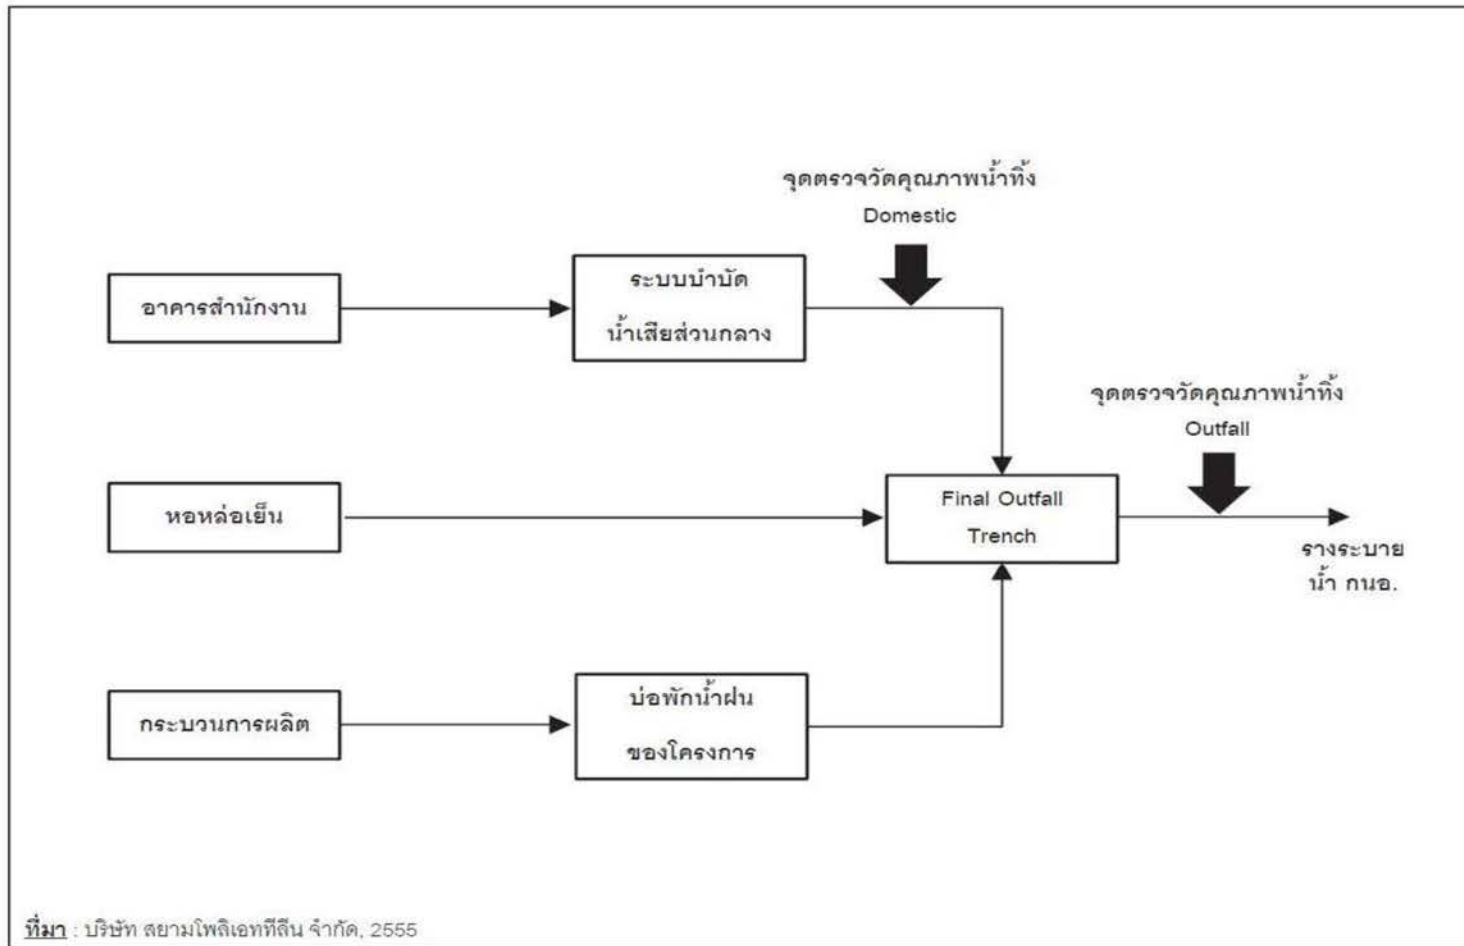 จุดตรวจวัดคุณภาพน้ำทิ้ง
Domestic
อาคารสำนักงาน
ระบบบำบัด
น้ำเสียส่วนกลาง
จุดตรวจวัดคุณภาพน้ำทิ้ง
Outfall
หอหล่อเย็น
Final Outfall
Trench
รางระบาย
น้ำ กนอ.
กระบวนการผลิต
บ่อพักน้ำฝน
ของโครงการ
ที่มา : บริษัท สยามโพลิเอททีลีน จำกัด, 2555